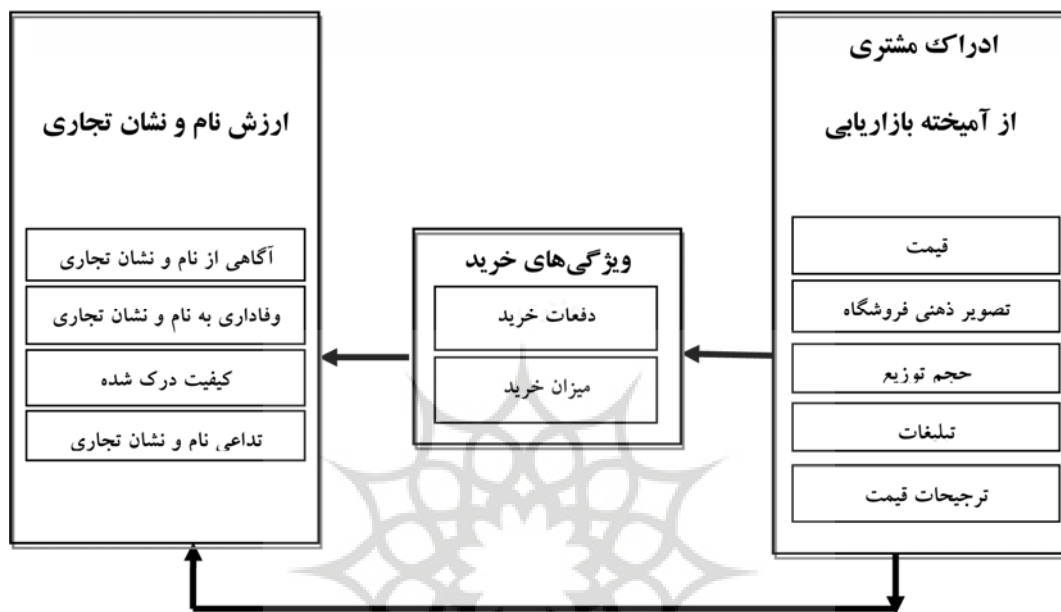 ادراک مشتری
از آمیخته بازاریابی
قیمت
تصویر ذهنی فروشگاه
حجم توزیع
تبلیغات
ترجیحات قیمت
ویژگی‌های خرید
دفعات خرید
میزان خرید
ارزش نام و نشان تجاری
آگاهی از نام و نشان تجاری
وفاداری به نام و نشان تجاری
کیفیت درک شده
تداعی نام و نشان تجاری